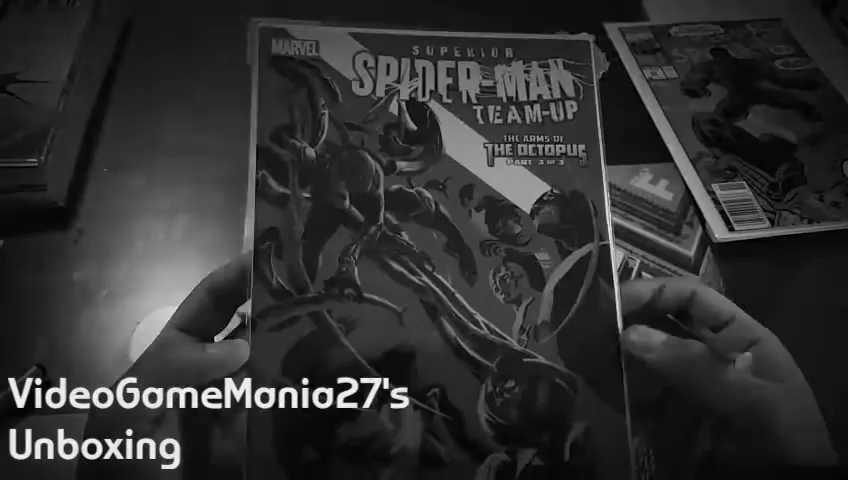 MARVEL
SUPERIOR
SPIDER-MAN
TEAM-UP
THE ARMS OF
THE OCTOPUS
VideoGameMania27's
Unboxing